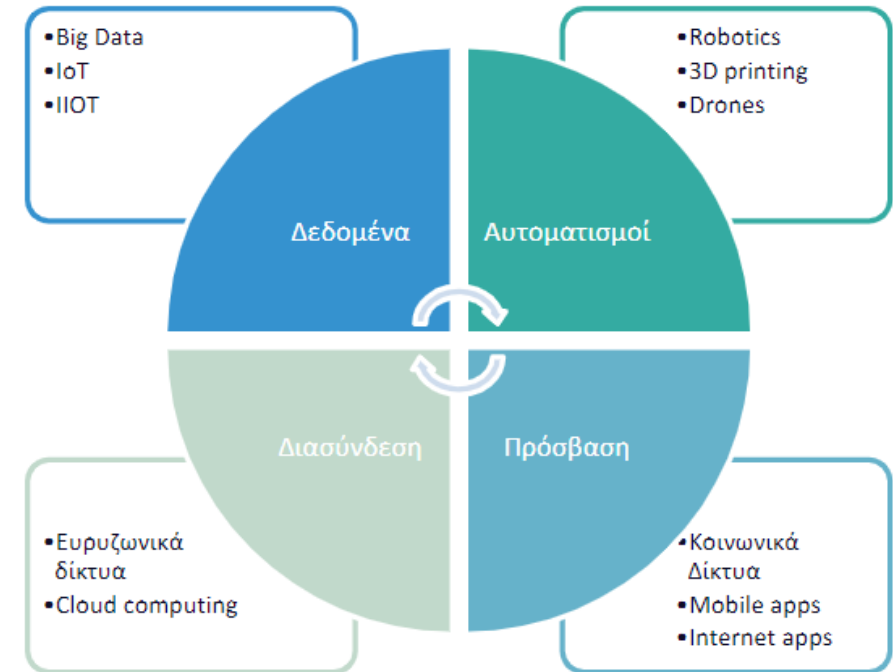 •Big Data
•IoT
•IIOT
•Robotics
•3D printing
•Drones
Δεδομένα
Αυτοματισμοί
Διασύνδεση
Πρόσβαση
•Ευρυζωνικά
δίκτυα
•Cloud computing
•Κοινωνικά
Δίκτυα
•Mobile apps
•Internet apps